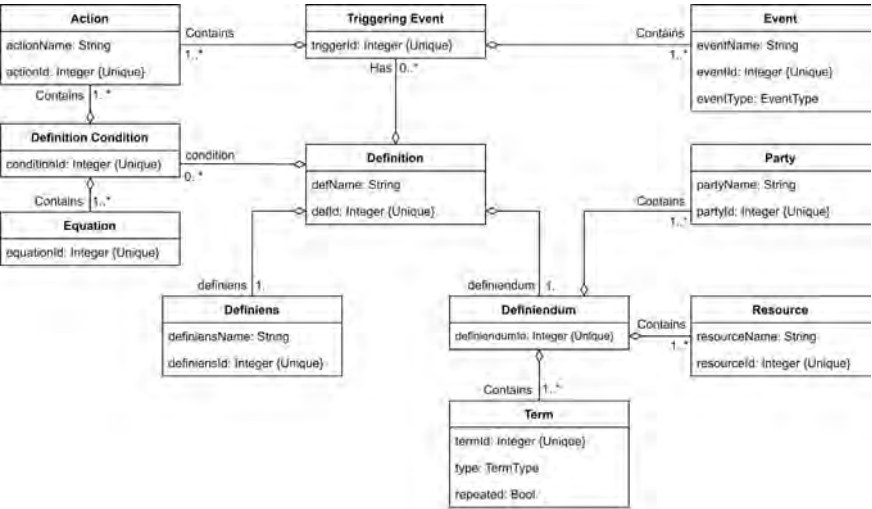 Action
actionName: String
actionId: Integer {Unique}
Contains
1..*
Triggering Event
triggerId: Integer {Unique}
Contains
1..*
Event
eventName: String
eventId: Integer {Unique}
eventType: EventType
Contains 1..*
Has 0..*
Definition Condition
conditionId: Integer {Unique}
condition
0..*
Definition
defName: String
defId: Integer {Unique}
Party
partyName: String
partyId: Integer {Unique}
Contains
1..*
Contains 1..*
Equation
equationId: Integer {Unique}
definiens 1.
definiendum 1.
Definiens
definiensName: String
definiensId: Integer {Unique}
Definiendum
definiendumId: Integer {Unique}
Contains
1..*
Resource
resourceName: String
resourceId: Integer {Unique}
Contains 1..*
Term
termId: Integer {Unique}
type: TermType
repeated: Bool